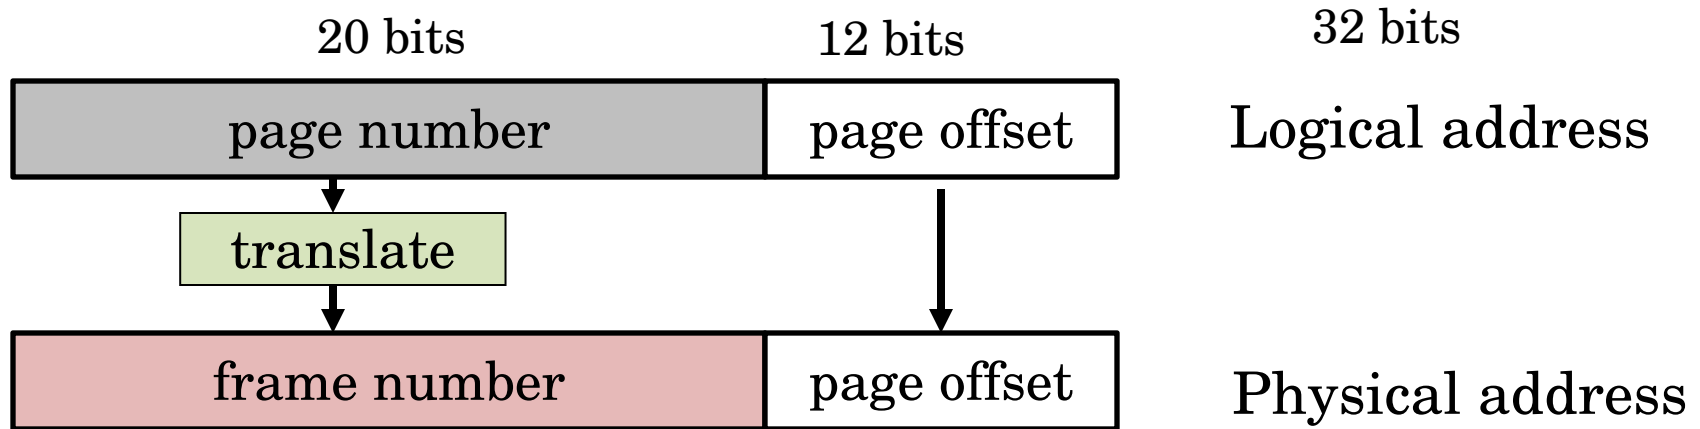 20 bits 12 bits 32 bits
page number page offset Logical address
translate
frame number page offset Physical address